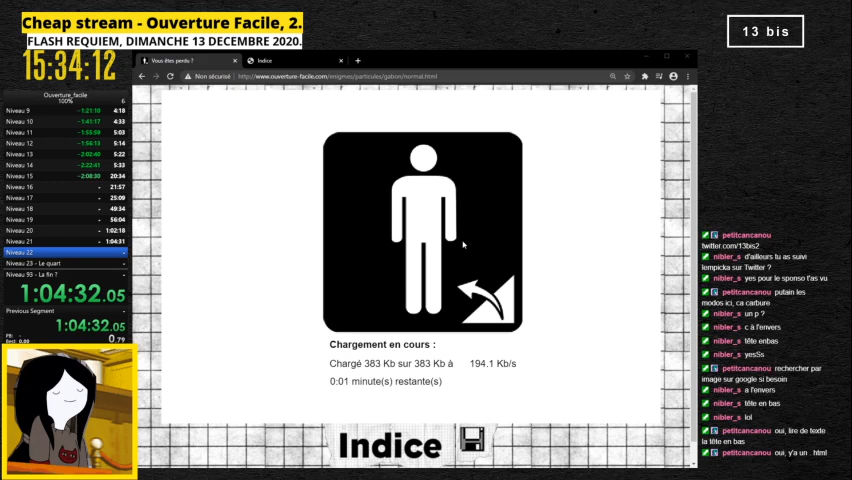 Cheap stream - Ouverture Facile, 2.
FLASH REQUIEM, DIMANCHE 13 DECEMBRE 2020.
15:34:12
13 bis
Vous êtes perdu ?
Indice
Non sécurisé
http://www.ouverture-facile.com/enigmes/particules/gabon/normal.html
Ouverture_facile
100%
6
Niveau 9 −1:21:10 4:18
Niveau 10 −1:41:17 4:33
Niveau 11 −1:55:58 5:03
Niveau 12 −1:56:13 5:14
Niveau 13 −2:02:40 5:22
Niveau 14 −2:22:41 5:33
Niveau 15 −2:08:30 20:34
Niveau 16 - 21:57
Niveau 17 - 25:09
Niveau 18 - 49:34
Niveau 19 - 56:04
Niveau 20 - 1:02:18
Niveau 21 - 1:04:31
Niveau 22 -
Niveau 23 - Le quart -
Niveau 93 - La fin ? -
1:04:32.05
Previous Segment -
1:04:32.05
PB: -
Best: 0.00
0.79
Chargement en cours :
Chargé 383 Kb sur 383 Kb à 194.1 Kb/s
0:01 minute(s) restante(s)
Indice
petitcancanou
twitter.com/13bis2
nibler_s d'ailleurs tu as suivi
lempicka sur Twitter ?
nibler_s yes pour le sponso t'as vu
petitcancanou putain les
modos ici, ca carbure
nibler_s un p ?
nibler_s c à l'envers
nibler_s tête enbas
nibler_s yesSs
petitcancanou rechercher par
image sur google si besoin
nibler_s a l'envers
nibler_s tête en bas
nibler_s lol
petitcancanou oui, lire de texte
la tête en bas
petitcancanou oui, y'a un . html